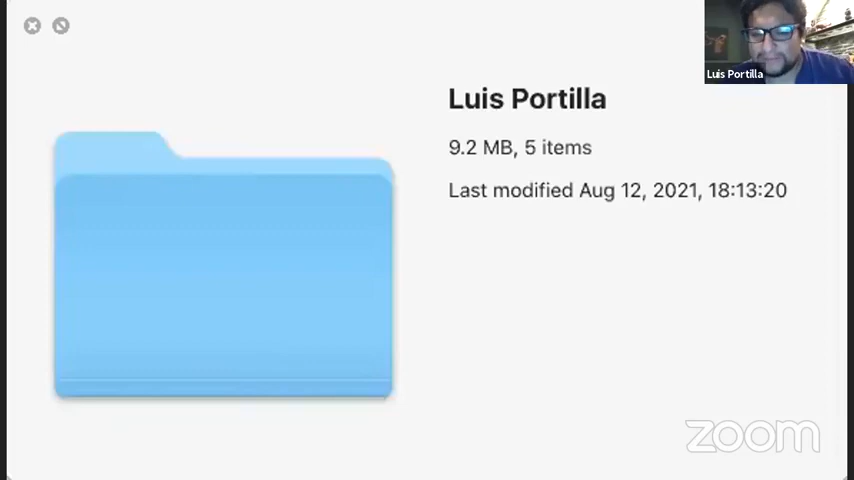 Luis Portilla
Luis Portilla
9.2 MB, 5 items
Last modified Aug 12, 2021, 18:13:20
zoom